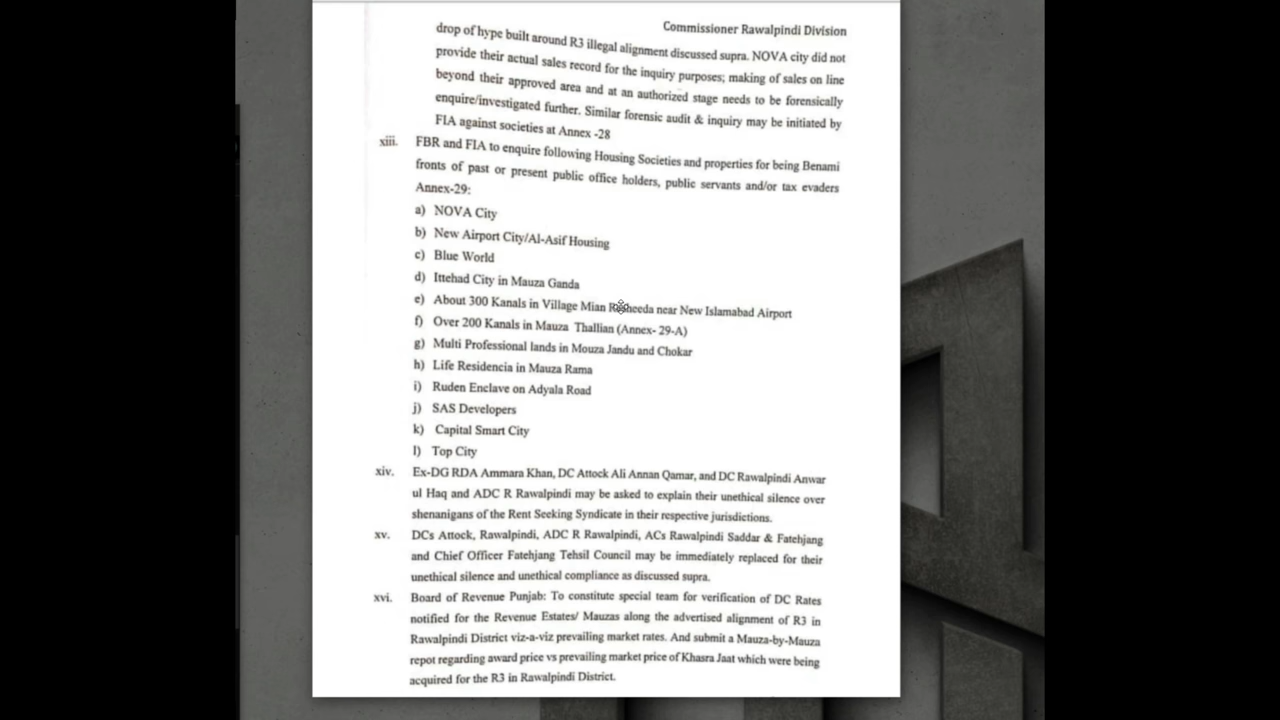 Commissioner Rawalpindi Division
drop of hype built around R3 illegal alignment discussed supra. NOVA city did not
provide their actual sales record for the inquiry purposes; making of sales on line
beyond their approved area and at an authorized stage needs to be forensically
enquire/investigated further. Similar forensic audit & inquiry may be initiated by
FIA against societies at Annex -28
xiii. FBR and FIA to enquire following Housing Societies and properties for being Benami
fronts of past or present public office holders, public servants and/or tax evaders
Annex-29:
a) NOVA City
b) New Airport City/Al-Asif Housing
c) Blue World
d) Ittehad City in Mauza Ganda
e) About 300 Kanals in Village Mian Rasheeda near New Islamabad Airport
f) Over 200 Kanals in Mauza Thallian (Annex- 29-A)
g) Multi Professional lands in Mouza Jandu and Chokar
h) Life Residencia in Mauza Rama
i) Ruden Enclave on Adyala Road
j) SAS Developers
k) Capital Smart City
l) Top City
xiv. Ex-DG RDA Ammara Khan, DC Attock Ali Annan Qamar, and DC Rawalpindi Anwar
ul Haq and ADC R Rawalpindi may be asked to explain their unethical silence over
shenanigans of the Rent Seeking Syndicate in their respective jurisdictions.
xv. DCs Attock, Rawalpindi, ADC R Rawalpindi, ACs Rawalpindi Saddar & Fatehjang
and Chief Officer Fatehjang Tehsil Council may be immediately replaced for their
unethical silence and unethical compliance as discussed supra.
xvi. Board of Revenue Punjab: To constitute special team for verification of DC Rates
notified for the Revenue Estates/ Mauzas along the advertised alignment of R3 in
Rawalpindi District viz-a-viz prevailing market rates. And submit a Mauza-by-Mauza
repot regarding award price vs prevailing market price of Khasra Jaat which were being
acquired for the R3 in Rawalpindi District.